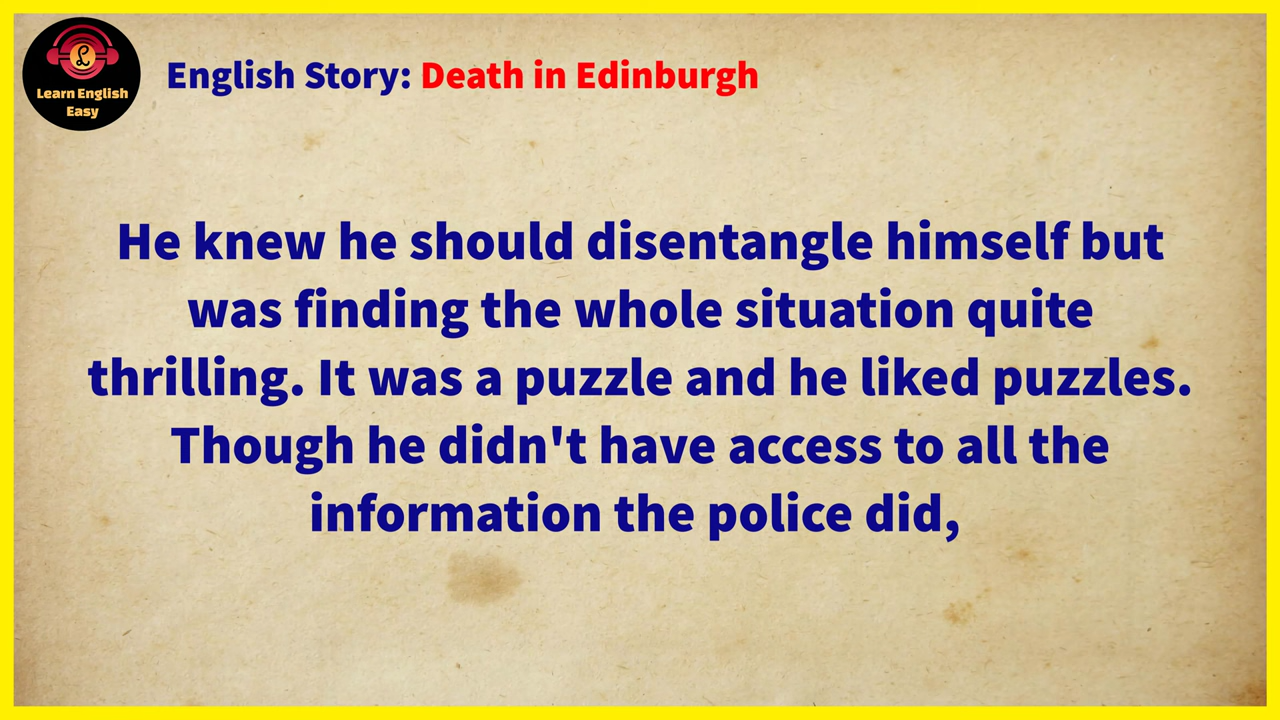 Learn English
Easy
English Story: Death in Edinburgh
He knew he should disentangle himself but
was finding the whole situation quite
thrilling. It was a puzzle and he liked puzzles.
Though he didn't have access to all the
information the police did,